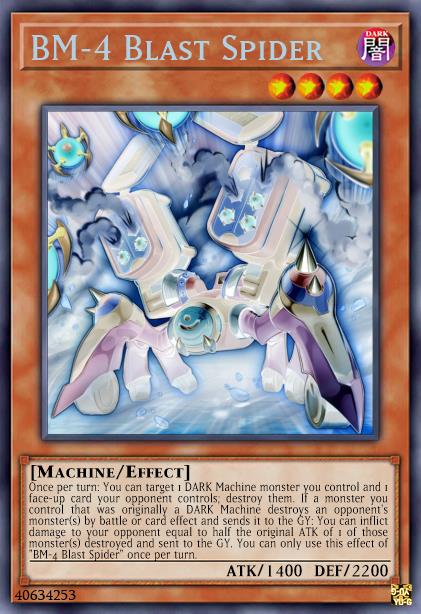 BM-4 Blast Spider
DARK
闇
[Machine/Effect]
Once per turn: You can target 1 DARK Machine monster you control and 1
face-up card your opponent controls; destroy them. If a monster you
control that was originally a DARK Machine destroys an opponent's
monster(s) by battle or card effect and sends it to the GY: You can inflict
damage to your opponent equal to half the original ATK of 1 of those
monster(s) destroyed and sent to the GY. You can only use this effect of
"BM-4 Blast Spider" once per turn.
ATK/1400 DEF/2200
40634253